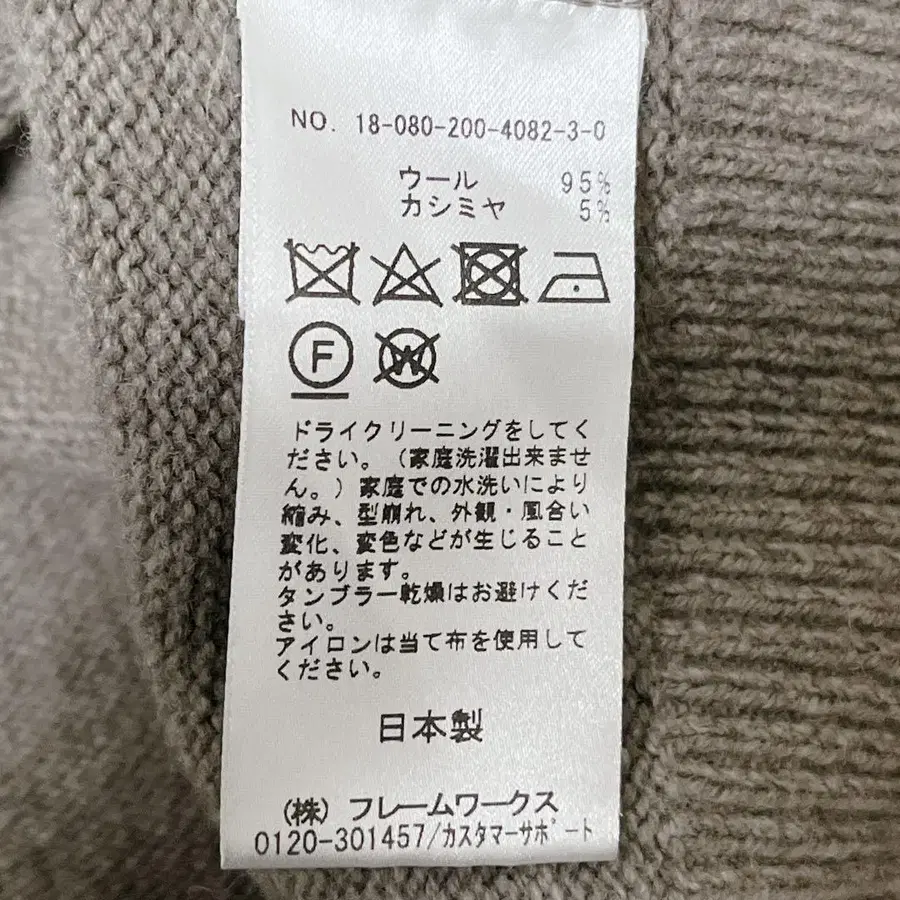 NO. 18-080-200-4082-3-0
ウール 95%
カシミヤ 5%
F
W
ドライクリーニングをしてく
ださい。(家庭洗濯出来ませ
ん。)家庭での水洗いにより
縮み、型崩れ、外観・風合い
変化、変色などが生じること
があります。
タンブラー乾燥はお避けくだ
さい。
アイロンは当て布を使用して
ください。
日本製
(株)フレームワークス
0120-301457/カスタマーサポート